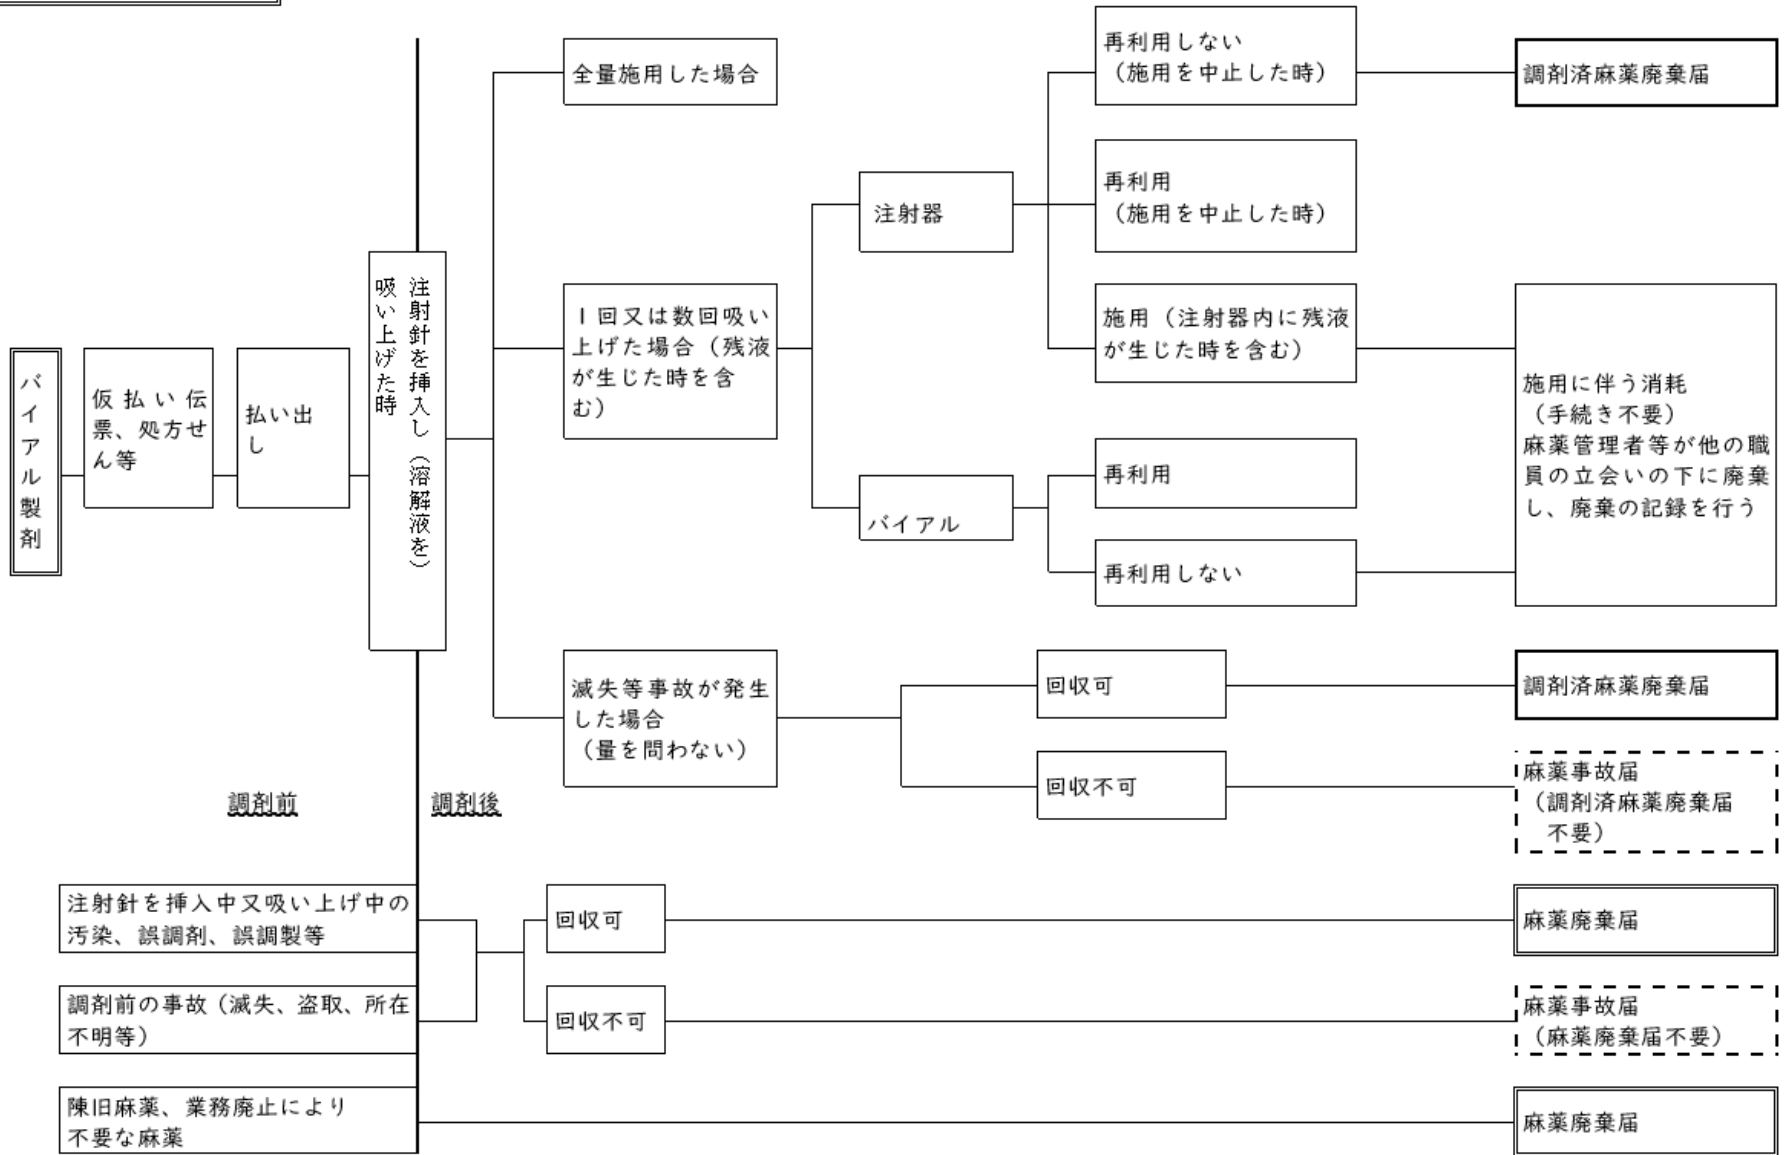 バイアル製剤
仮払い伝
票、処方せ
ん等
払い出
し
注射針を挿入し（溶解液を）
吸い上げた時
全量施用した場合
1回又は数回吸い
上げた場合（残液
が生じた時を含
む）
注射器
再利用しない
（施用を中止した時）
調剤済麻薬廃棄届
再利用
（施用を中止した時）
施用（注射器内に残液
が生じた時を含む）
バイアル
再利用
再利用しない
施用に伴う消耗
（手続き不要）
麻薬管理者等が他の職
員の立会いの下に廃棄
し、廃棄の記録を行う
滅失等事故が発生
した場合
（量を問わない）
回収可
調剤済麻薬廃棄届
回収不可
麻薬事故届
（調剤済麻薬廃棄届
不要）
調剤前
調剤後
注射針を挿入中又吸い上げ中の
汚染、誤調剤、誤調製等
回収可
麻薬廃棄届
調剤前の事故（滅失、盗取、所在
不明等）
回収不可
麻薬事故届
（麻薬廃棄届不要）
陳旧麻薬、業務廃止により
不要な麻薬
麻薬廃棄届